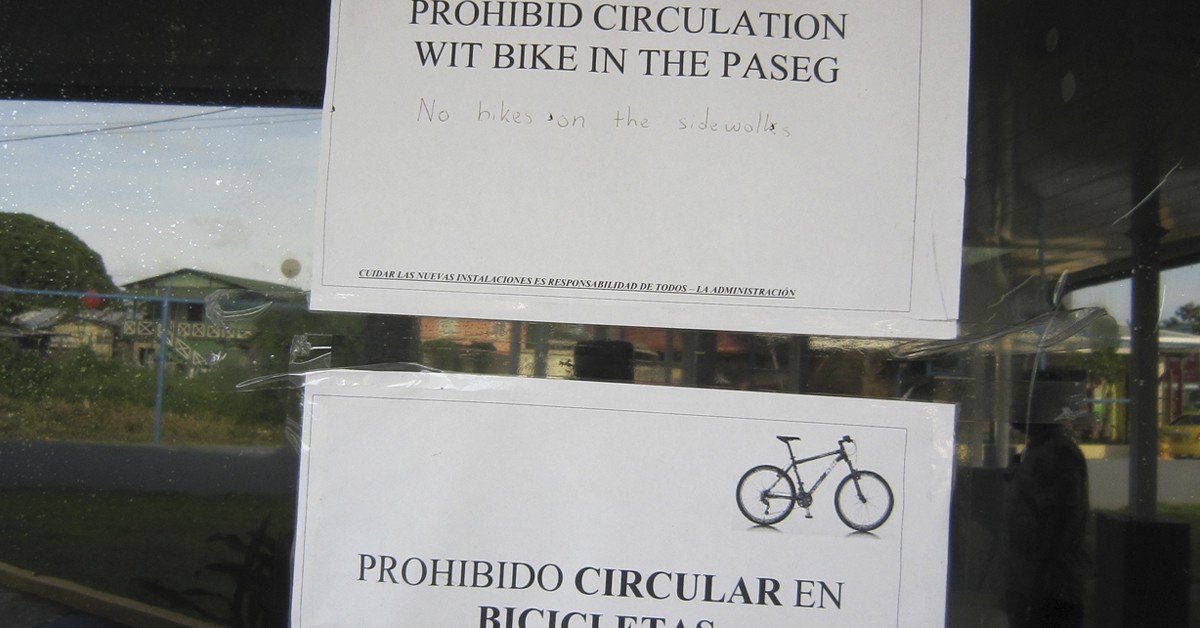 PROHIBID CIRCULATION
WIT BIKE IN THE PASEG
No bikes on the sidewalks
CUIDAR LAS NUEVAS INSTALACIONES ES RESPONSABILIDAD DE TODOS – LA ADMINISTRACIÓN
PROHIBIDO CIRCULAR EN
BICICLETAS